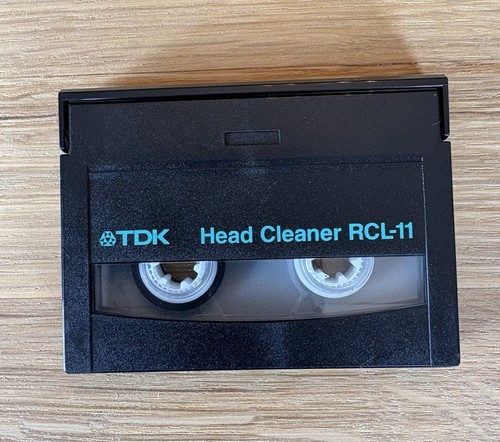 TDK Head Cleaner RCL-11